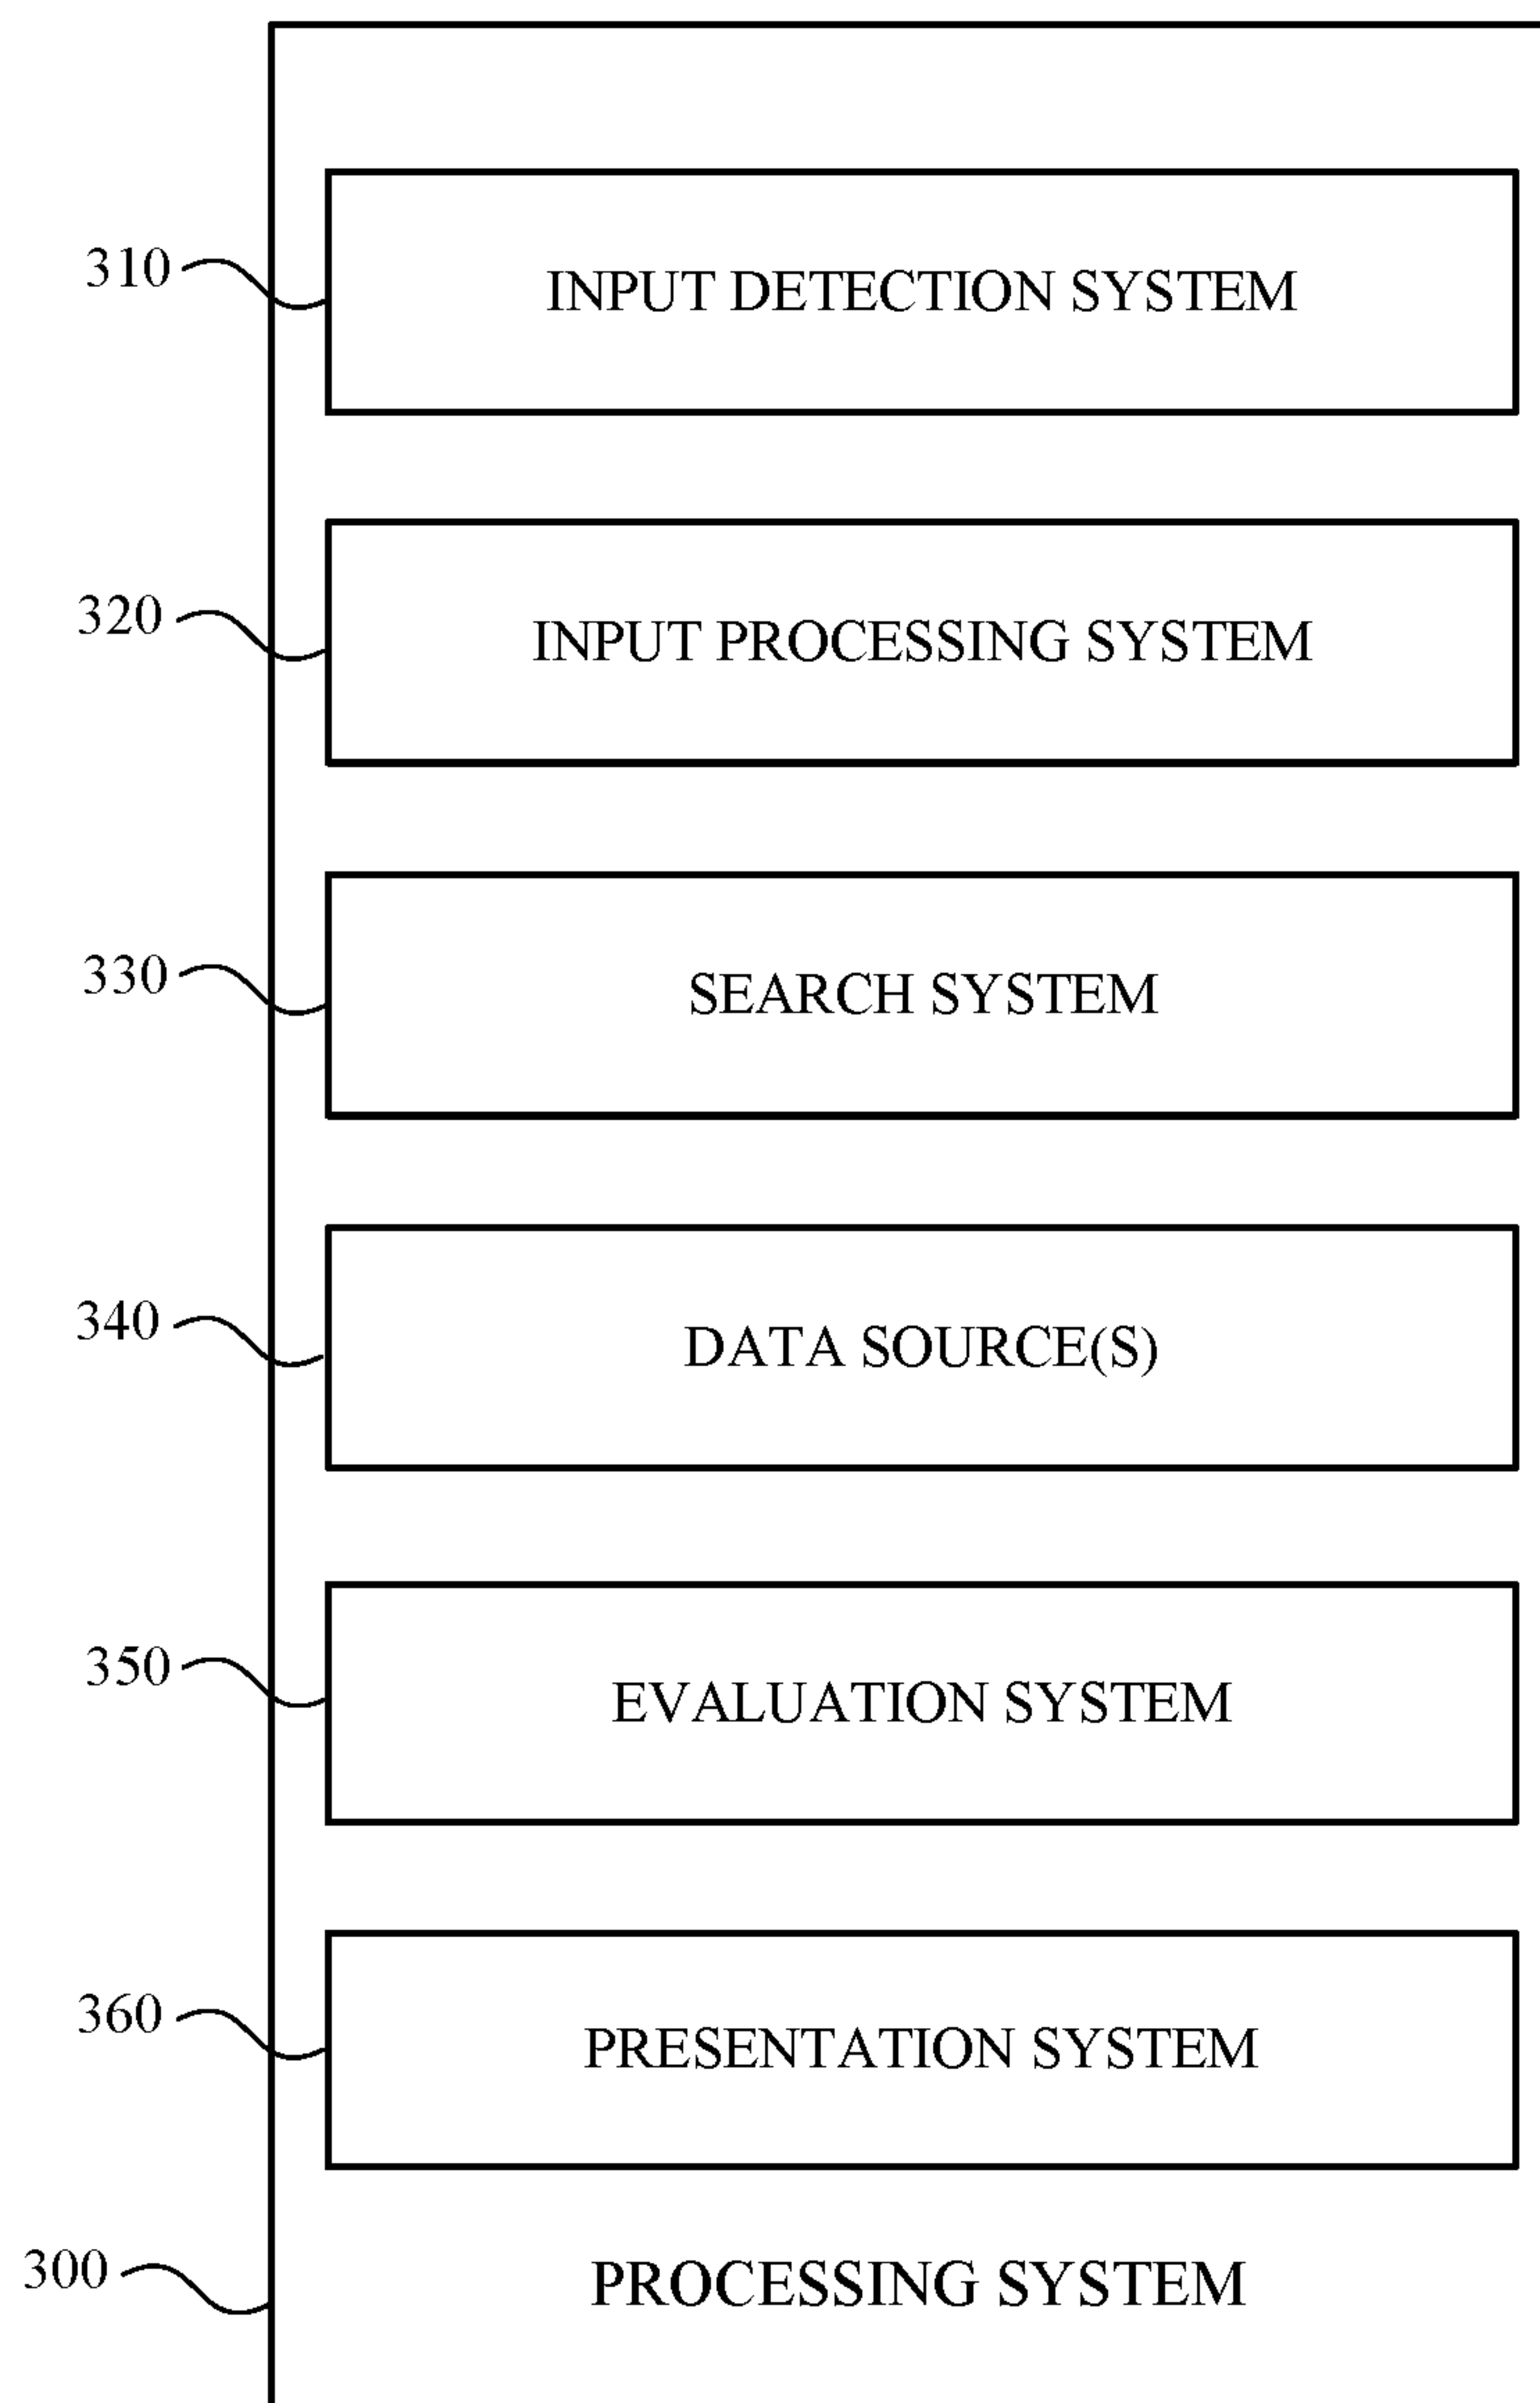 310 INPUT DETECTION SYSTEM
320 INPUT PROCESSING SYSTEM
330 SEARCH SYSTEM
340 DATA SOURCE(S)
350 EVALUATION SYSTEM
360 PRESENTATION SYSTEM
300 PROCESSING SYSTEM